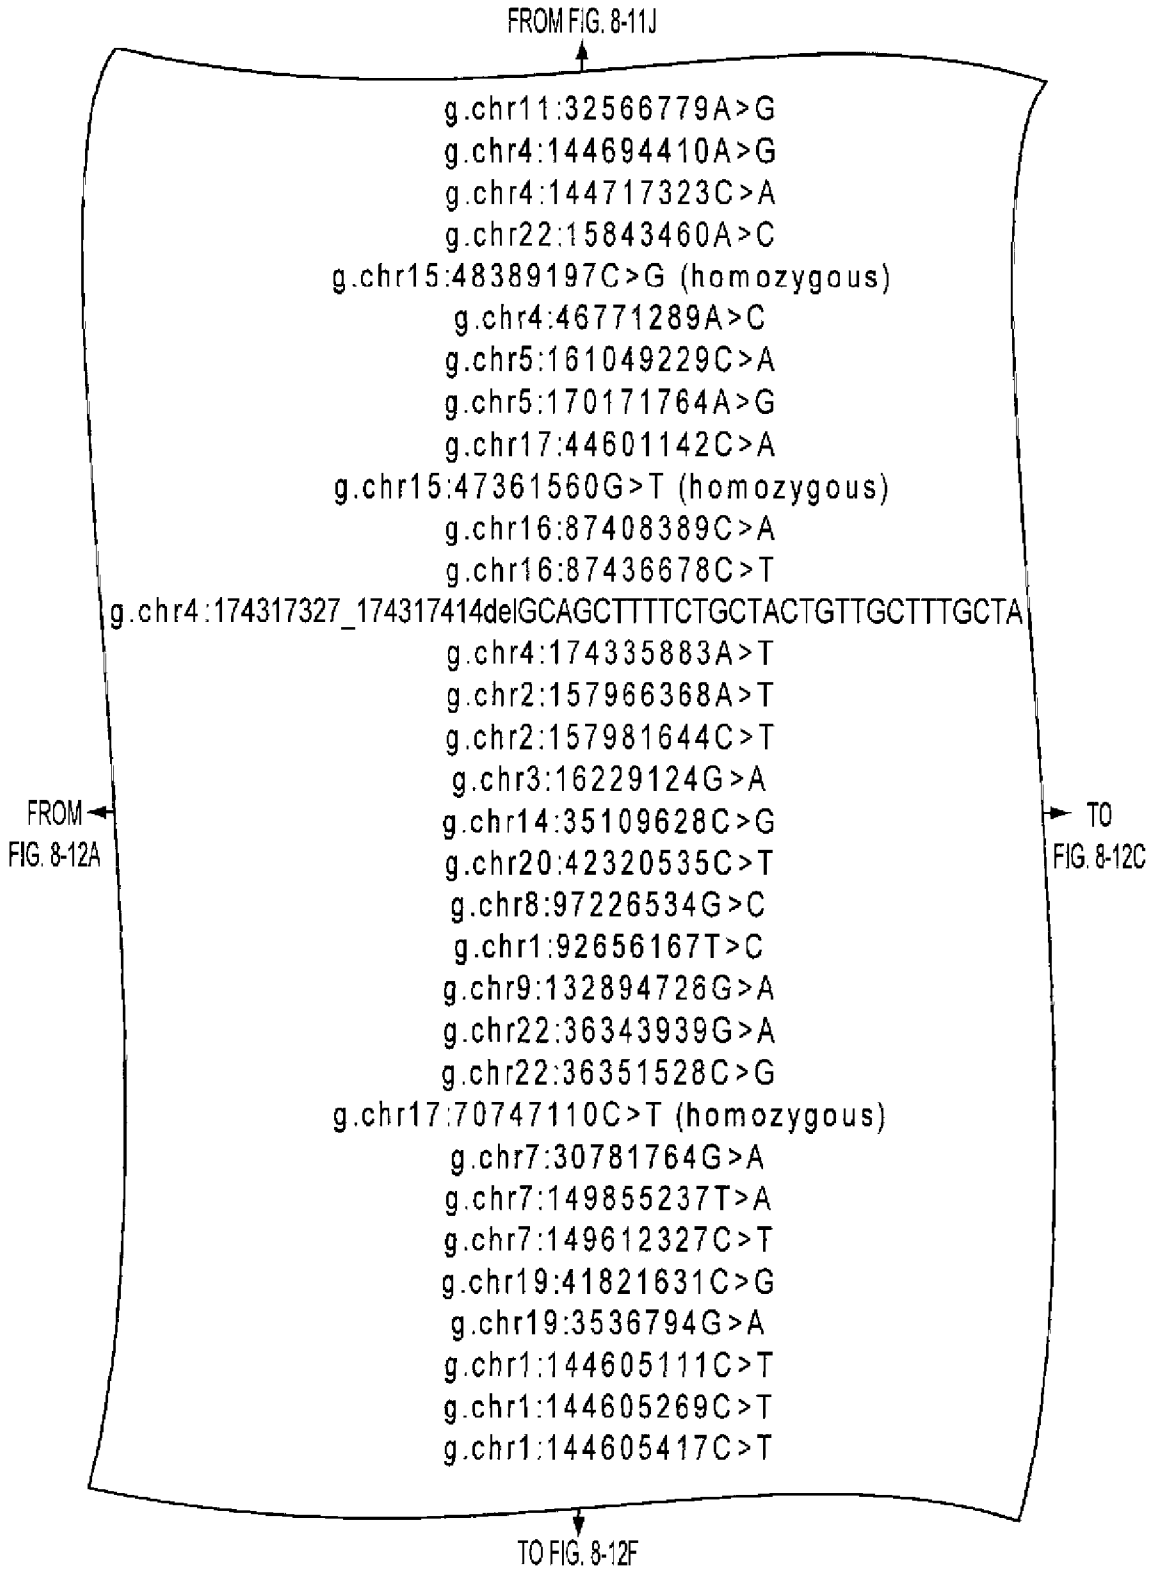 FROM FIG. 8-11J
g.chr11:32566779A>G
g.chr4:144694410A>G
g.chr4:144717323C>A
g.chr22:15843460A>C
g.chr15:48389197C>G (homozygous)
g.chr4:46771289A>C
g.chr5:161049229C>A
g.chr5:170171764A>G
g.chr17:44601142C>A
g.chr15:47361560G>T (homozygous)
g.chr16:87408389C>A
g.chr16:87436678C>T
g.chr4:174317327_174317414delGCAGCTTTTCTGCTACTGTTGCTTTGCTA
g.chr4:174335883A>T
g.chr2:157966368A>T
g.chr2:157981644C>T
g.chr3:16229124G>A
FROM
FIG. 8-12A
g.chr14:35109628C>G
TO
FIG. 8-12C
g.chr20:42320535C>T
g.chr8:97226534G>C
g.chr1:92656167T>C
g.chr9:132894726G>A
g.chr22:36343939G>A
g.chr22:36351528C>G
g.chr17:70747110C>T (homozygous)
g.chr7:30781764G>A
g.chr7:149855237T>A
g.chr7:149612327C>T
g.chr19:41821631C>G
g.chr19:3536794G>A
g.chr1:144605111C>T
g.chr1:144605269C>T
g.chr1:144605417C>T
TO FIG. 8-12F